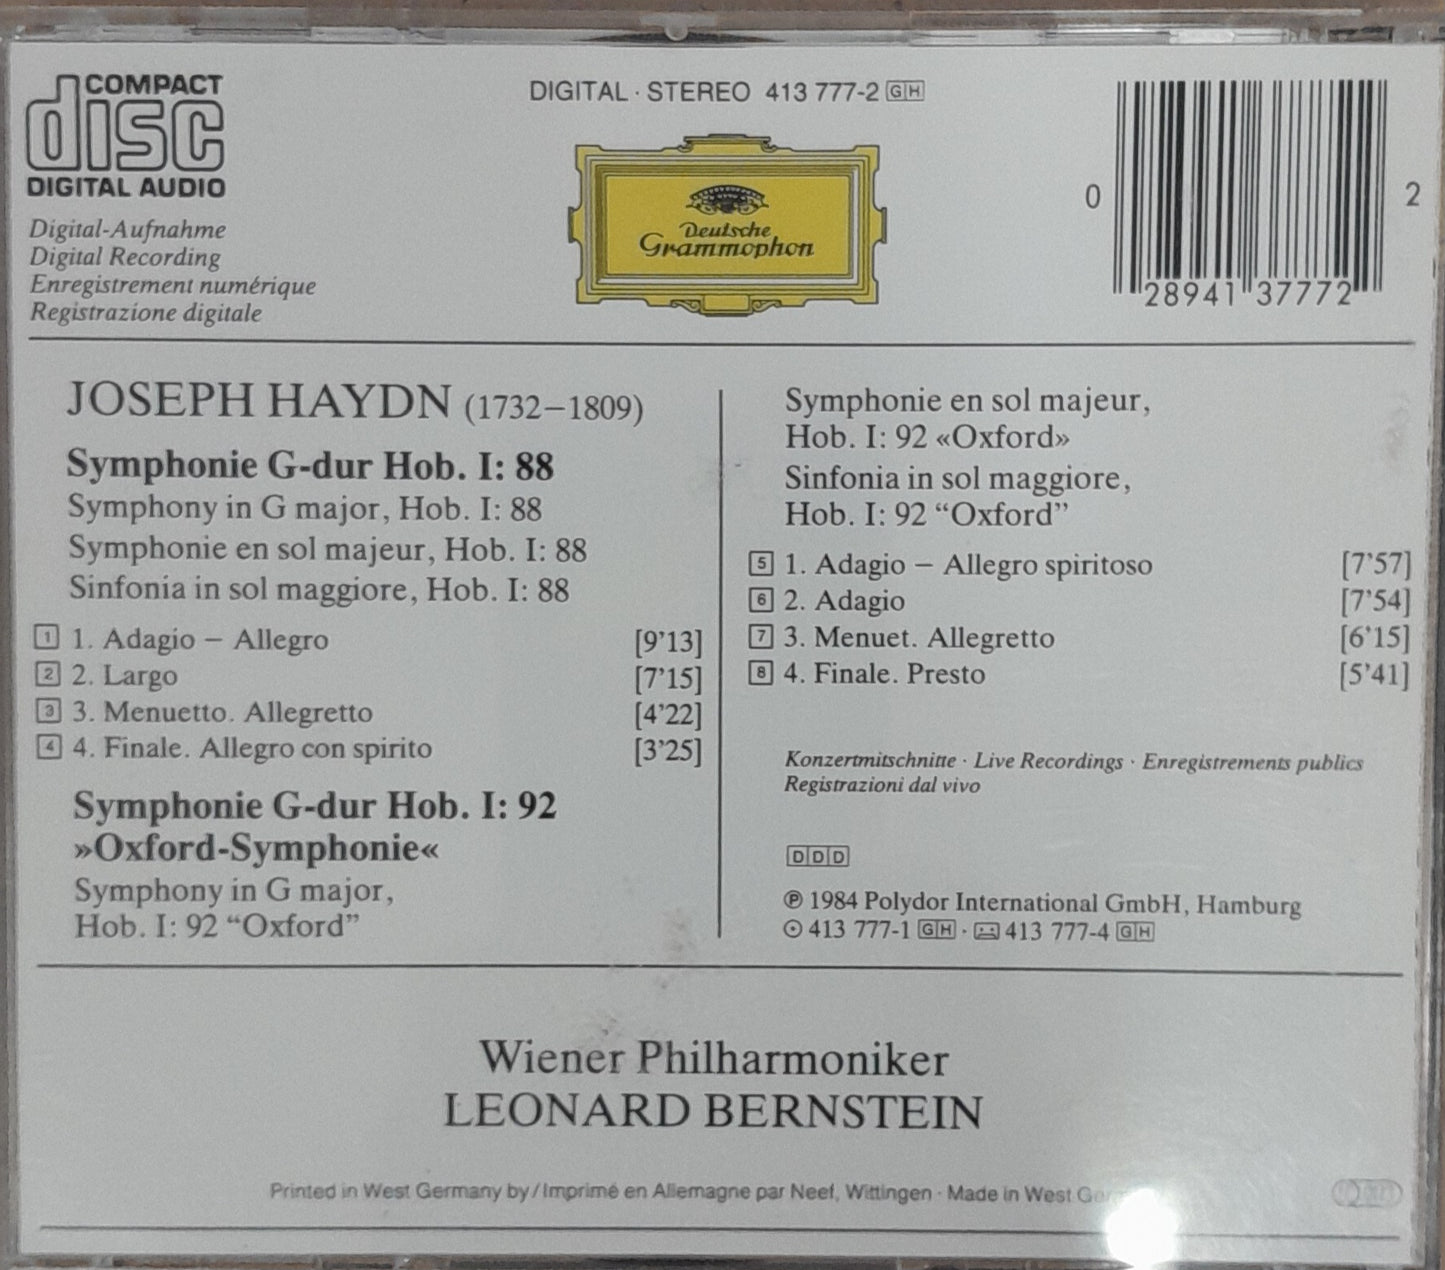 COMPACT
disc
DIGITAL AUDIO
Digital-Aufnahme
Digital Recording
Enregistrement numérique
Registrazione digitale
DIGITAL · STEREO 413 777-2 GH
Deutsche
Grammophon
0 28941 37772 2
JOSEPH HAYDN (1732–1809)
Symphonie G-dur Hob. I: 88
Symphony in G major, Hob. I: 88
Symphonie en sol majeur, Hob. I: 88
Sinfonia in sol maggiore, Hob. I: 88
1 1. Adagio – Allegro [9'13]
2 2. Largo [7'15]
3 3. Menuetto. Allegretto [4'22]
4 4. Finale. Allegro con spirito [3'25]
Symphonie G-dur Hob. I: 92
»Oxford-Symphonie«
Symphony in G major,
Hob. I: 92 “Oxford”
Symphonie en sol majeur,
Hob. I: 92 «Oxford»
Sinfonia in sol maggiore,
Hob. I: 92 “Oxford”
5 1. Adagio – Allegro spiritoso [7'57]
6 2. Adagio [7'54]
7 3. Menuet. Allegretto [6'15]
8 4. Finale. Presto [5'41]
Konzertmitschnitte · Live Recordings · Enregistrements publics
Registrazioni dal vivo
DDD
℗ 1984 Polydor International GmbH, Hamburg
413 777-1 GH · 413 777-4 GH
Wiener Philharmoniker
LEONARD BERNSTEIN
Printed in West Germany by / Imprimé en Allemagne par Neef, Wittingen · Made in West